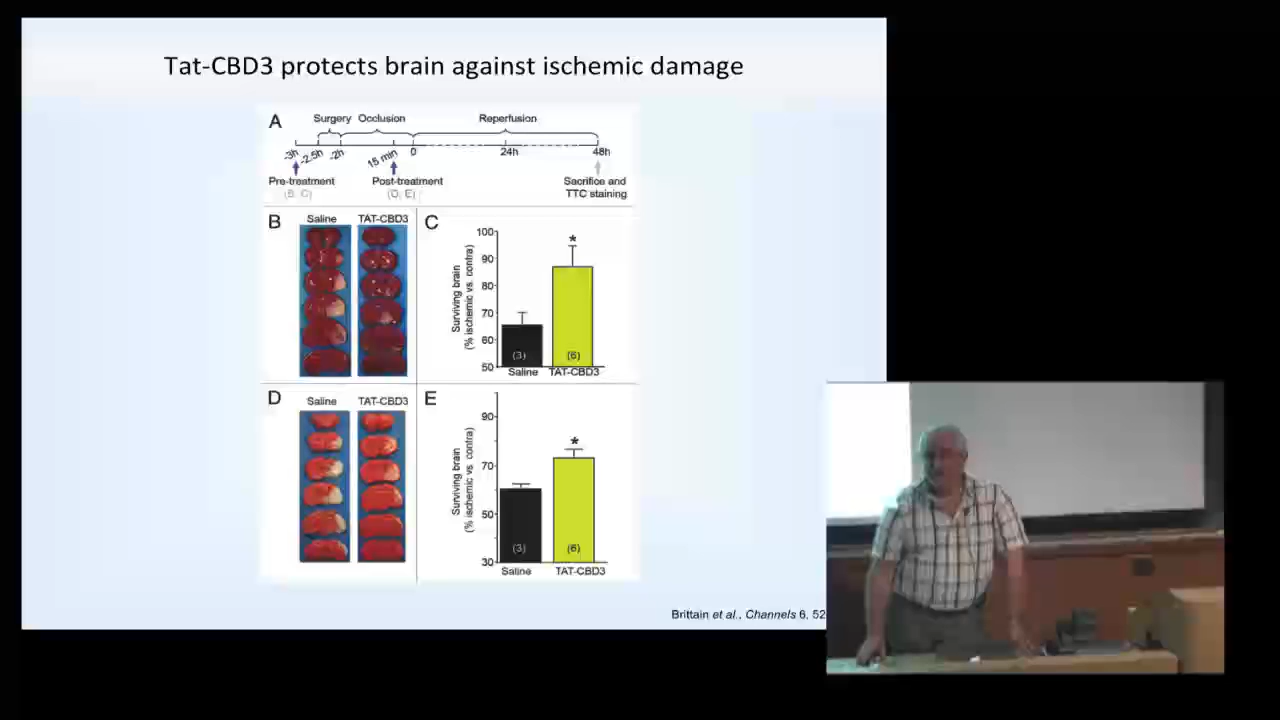 Tat-CBD3 protects brain against ischemic damage
A
Surgery Occlusion Reperfusion
-3h -2.5h -2h 15 min 0 24h 48h
Pre-treatment Post-treatment Sacrifice and
(B, C) (D, E) TTC staining
B
Saline TAT-CBD3
C
Surviving brain
(% ischemic vs. contra)
100
90
80
70
60
50
*
(3) (6)
Saline TAT-CBD3
D
Saline TAT-CBD3
E
Surviving brain
(% ischemic vs. contra)
90
70
50
30
*
(3) (6)
Saline TAT-CBD3
Brittain et al., Channels 6, 52